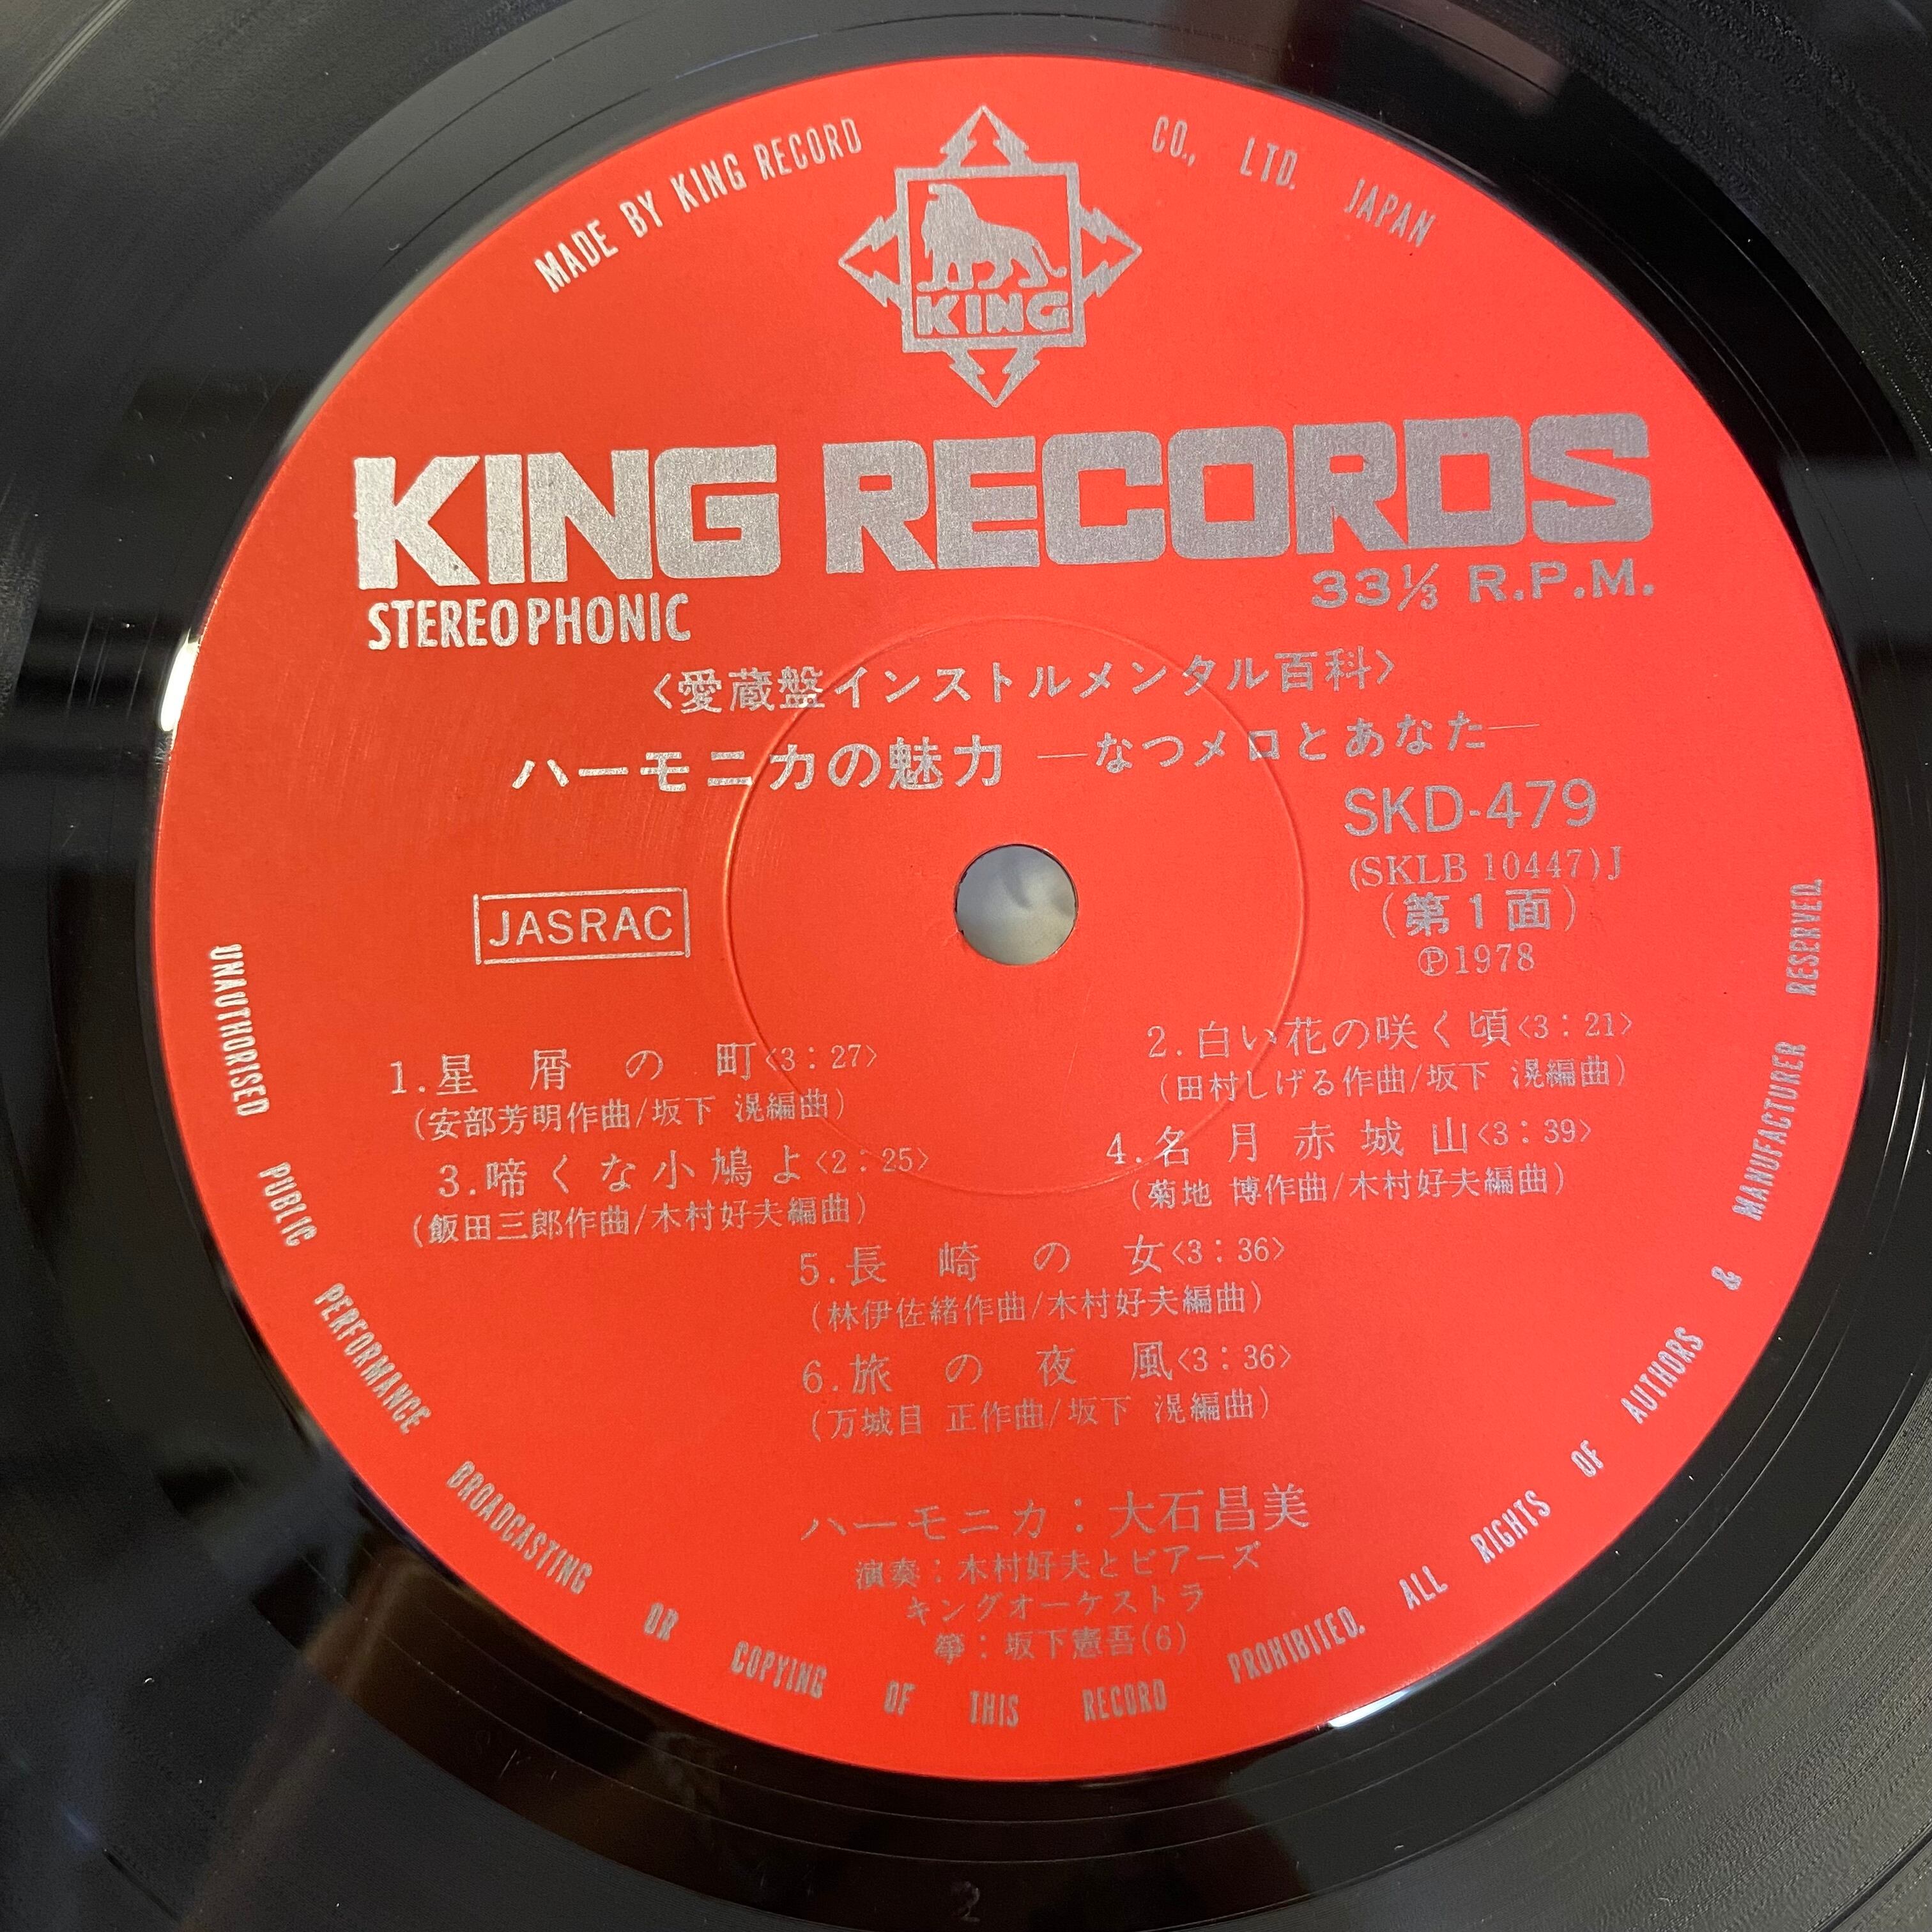 MADE BY KING RECORD CO., LTD. JAPAN
KING
KING RECORDS
STEREOPHONIC
33⅓ R.P.M.
〈愛蔵盤インストルメンタル百科〉
ハーモニカの魅力 ―なつメロとあなた―
SKD-479
(SKLB 10447)J
(第1面)
Ⓟ1978
JASRAC
1.星屑の町〈3:27〉
(安部芳明作曲/坂下 滉編曲)
2.白い花の咲く頃〈3:21〉
(田村しげる作曲/坂下 滉編曲)
3.啼くな小鳩よ〈2:25〉
(飯田三郎作曲/木村好夫編曲)
4.名月赤城山〈3:39〉
(菊地 博作曲/木村好夫編曲)
5.長崎の女〈3:36〉
(林伊佐緒作曲/木村好夫編曲)
6.旅の夜風〈3:36〉
(万城目 正作曲/坂下 滉編曲)
ハーモニカ:大石昌美
演奏:木村好夫とビアーズ
キングオーケストラ
箏:坂下憲吾(6)
UNAUTHORISED PUBLIC PERFORMANCE BROADCASTING OR COPYING OF THIS RECORD PROHIBITED. ALL RIGHTS OF AUTHORS & MANUFACTURER RESERVED.